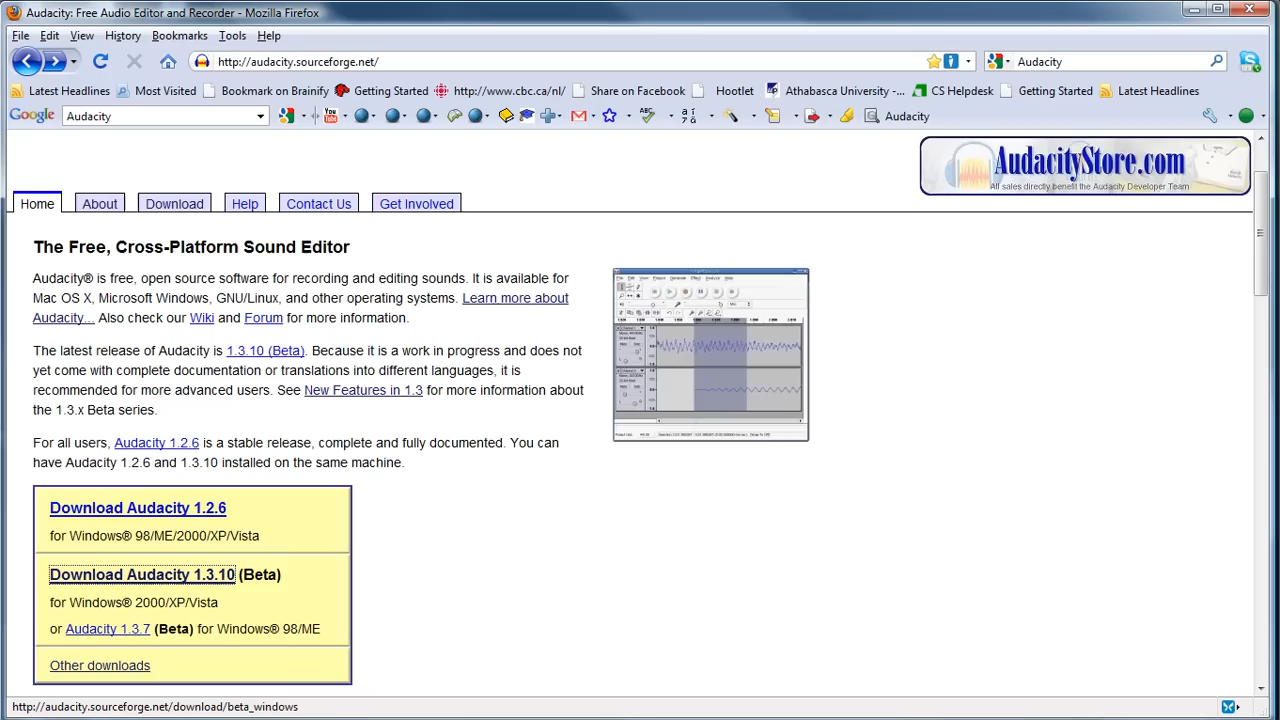 Audacity: Free Audio Editor and Recorder - Mozilla Firefox
File Edit View History Bookmarks Tools Help
http://audacity.sourceforge.net/ Audacity
Latest Headlines Most Visited Bookmark on Brainify Getting Started http://www.cbc.ca/nl/ Share on Facebook Hootlet Athabasca University -... CS Helpdesk Getting Started Latest Headlines
Google Audacity Audacity
AudacityStore.com
All sales directly benefit the Audacity Developer Team
Home About Download Help Contact Us Get Involved
The Free, Cross-Platform Sound Editor
Audacity® is free, open source software for recording and editing sounds. It is available for
Mac OS X, Microsoft Windows, GNU/Linux, and other operating systems. Learn more about
Audacity... Also check our Wiki and Forum for more information.
The latest release of Audacity is 1.3.10 (Beta). Because it is a work in progress and does not
yet come with complete documentation or translations into different languages, it is
recommended for more advanced users. See New Features in 1.3 for more information about
the 1.3.x Beta series.
For all users, Audacity 1.2.6 is a stable release, complete and fully documented. You can
have Audacity 1.2.6 and 1.3.10 installed on the same machine.
Download Audacity 1.2.6
for Windows® 98/ME/2000/XP/Vista
Download Audacity 1.3.10 (Beta)
for Windows® 2000/XP/Vista
or Audacity 1.3.7 (Beta) for Windows® 98/ME
Other downloads
http://audacity.sourceforge.net/download/beta_windows